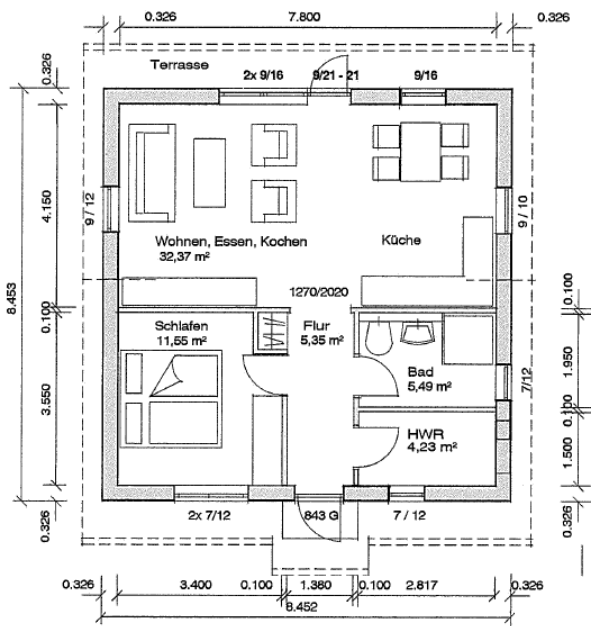 0.326 7.800 0.326
0.326
Terrasse
2x 9/16 9/21 - 21 9/16
4.150
9 / 12
9 / 10
Wohnen, Essen, Kochen
32,37 m²
Küche
8.453
0.100
1270/2020
0.100
Schlafen
11,55 m²
Flur
5,35 m²
3.550
1.950
Bad
5,49 m²
7/12
0.100
HWR
4,23 m²
1.500
0.326
2x 7/12 843 G 7 / 12
0.326
0.326 3.400 0.100 1.380 0.100 2.817 0.326
8.452